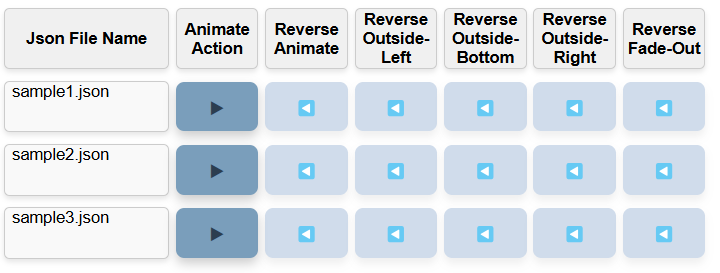 Json File Name
Animate
Action
Reverse
Animate
Reverse
Outside-
Left
Reverse
Outside-
Bottom
Reverse
Outside-
Right
Reverse
Fade-Out
sample1.json
sample2.json
sample3.json